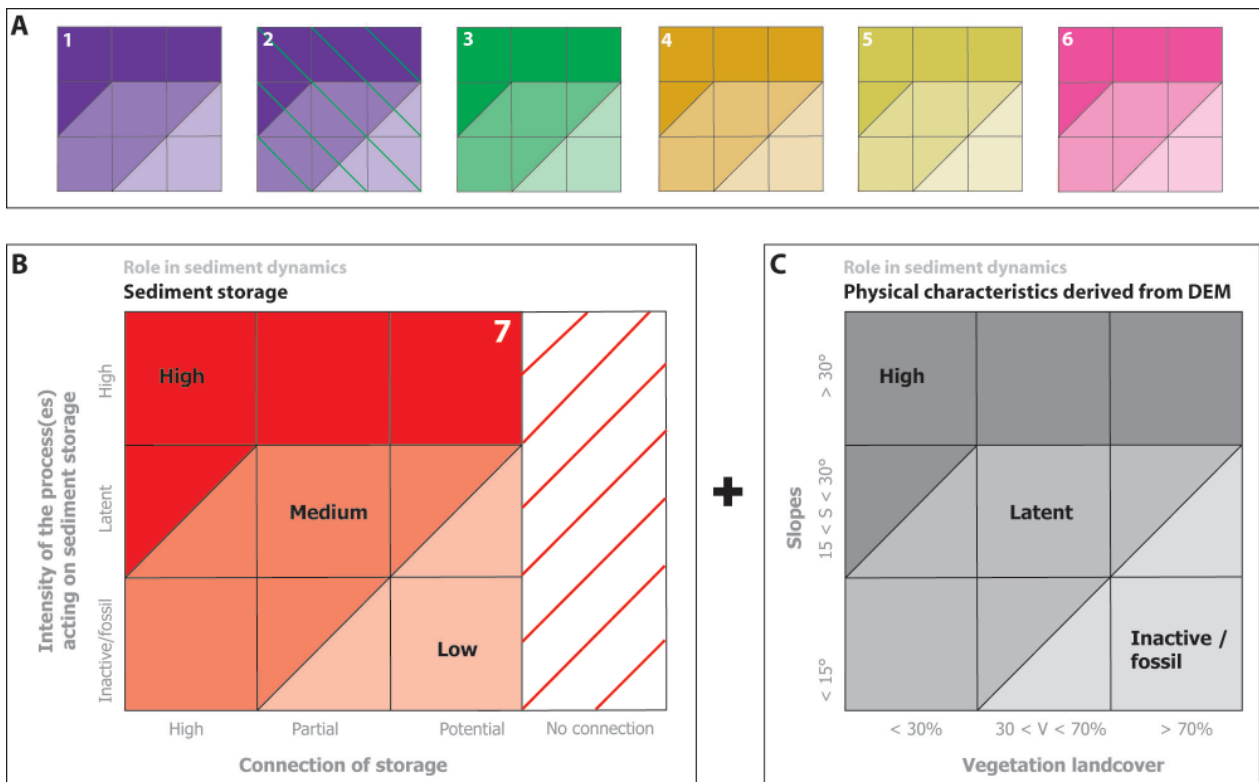 A
1
2
3
4
5
6
B
Role in sediment dynamics
Sediment storage
7
High
Medium
Low
Intensity of the process(es)
acting on sediment storage
High
Latent
Inactive/fossil
High
Partial
Potential
No connection
Connection of storage
+
C
Role in sediment dynamics
Physical characteristics derived from DEM
High
Latent
Inactive /
fossil
Slopes
> 30°
15 < S < 30°
< 15°
< 30%
30 < V < 70%
> 70%
Vegetation landcover